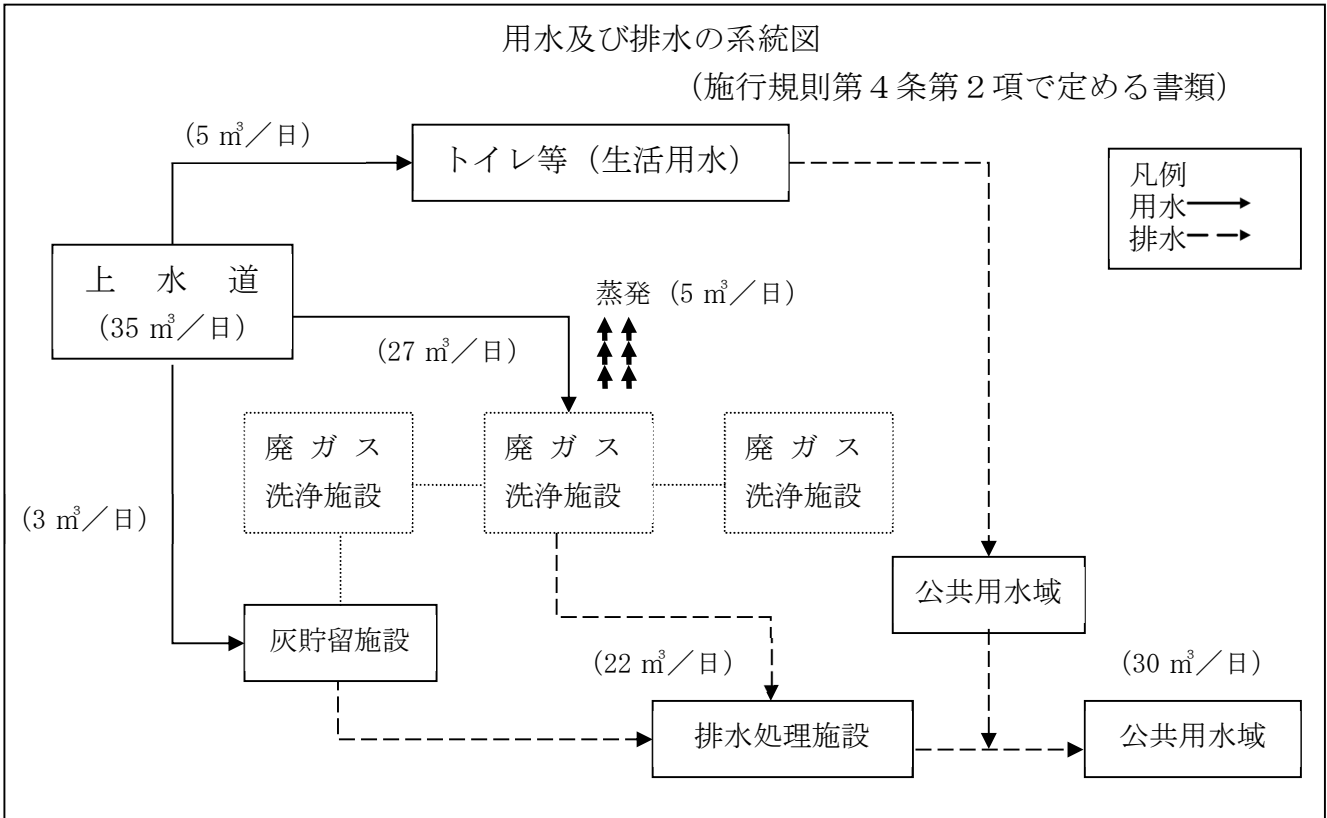 用水及び排水の系統図
(施行規則第4条第2項で定める書類)
(5 ㎥/日)
トイレ等(生活用水)
凡例
用水
排水
上 水 道
(35 ㎥/日)
蒸発 (5 ㎥/日)
(27 ㎥/日)
廃 ガ ス
洗浄施設
廃 ガ ス
洗浄施設
廃 ガ ス
洗浄施設
(3 ㎥/日)
公共用水域
灰貯留施設
(22 ㎥/日)
(30 ㎥/日)
排水処理施設
公共用水域